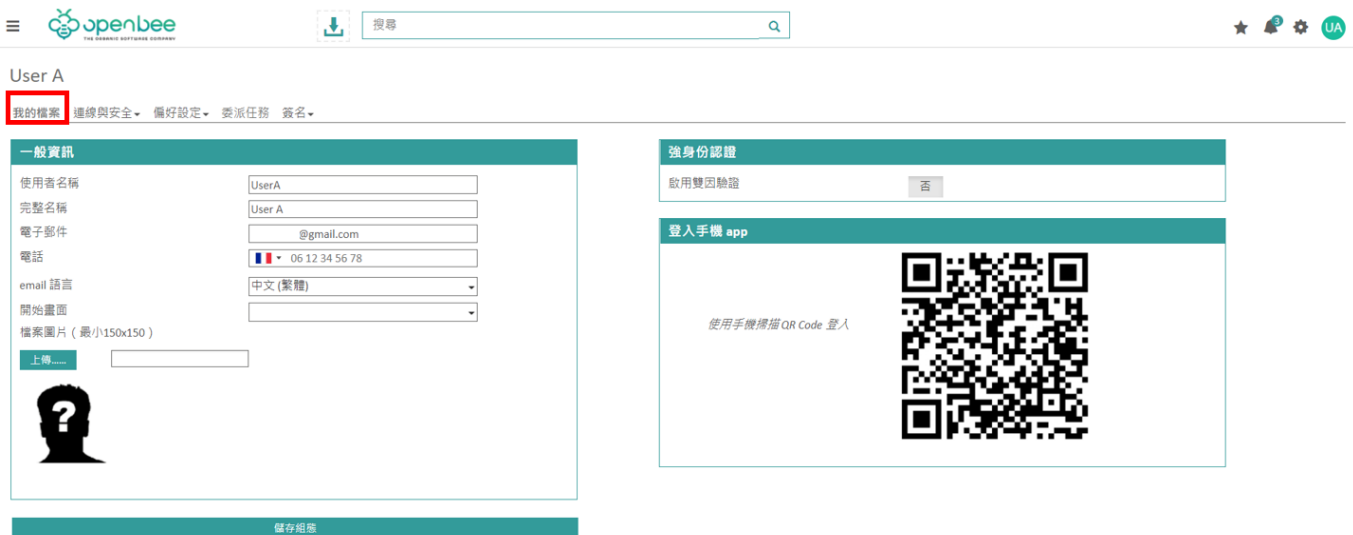 openbee
THE ORGANIC SOFTWARE COMPANY
搜尋
3
UA
User A
我的檔案 連線與安全 偏好設定 委派任務 簽名
一般資訊
使用者名稱 UserA
完整名稱 User A
電子郵件 @gmail.com
電話 06 12 34 56 78
email 語言 中文 (繁體)
開始畫面
檔案圖片 ( 最小150x150 )
上傳......
?
儲存組態
強身份認證
啟用雙因驗證 否
登入手機 app
使用手機掃描 QR Code 登入